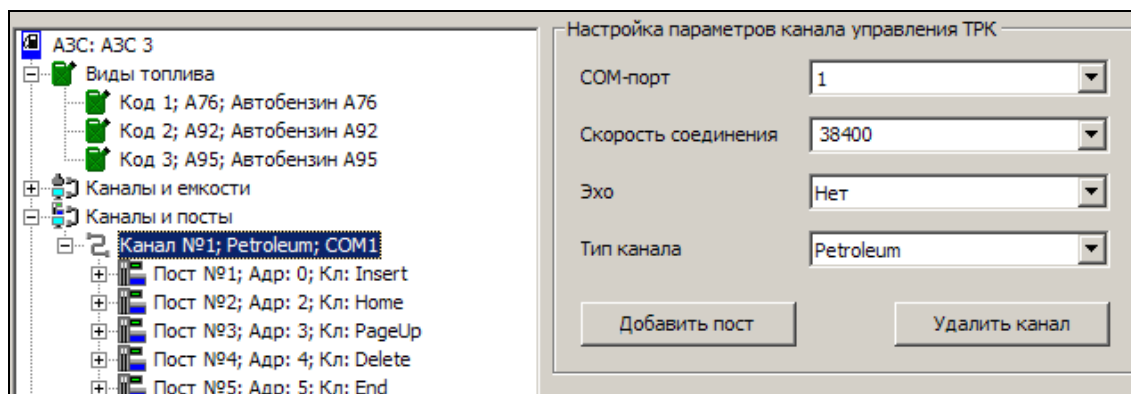 АЗС: АЗС 3
Виды топлива
Код 1; А76; Автобензин А76
Код 2; А92; Автобензин А92
Код 3; А95; Автобензин А95
Каналы и емкости
Каналы и посты
Канал №1; Petroleum; COM1
Пост №1; Адр: 0; Кл: Insert
Пост №2; Адр: 2; Кл: Home
Пост №3; Адр: 3; Кл: PageUp
Пост №4; Адр: 4; Кл: Delete
Пост №5; Адр: 5; Кл: End
Настройка параметров канала управления ТРК
COM-порт 1
Скорость соединения 38400
Эхо Нет
Тип канала Petroleum
Добавить пост Удалить канал